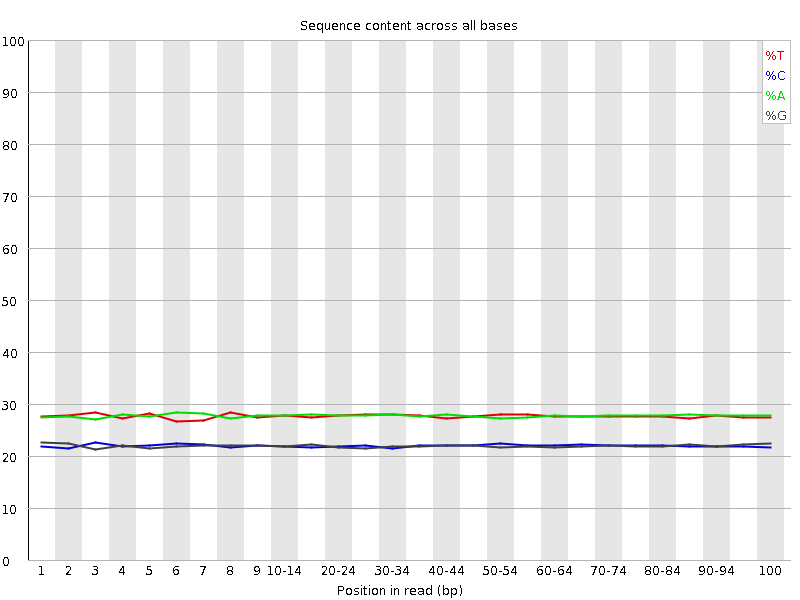 Sequence content across all bases
100
90
80
70
60
50
40
30
20
10
0
%T
%C
%A
%G
1 2 3 4 5 6 7 8 9 10-14 20-24 30-34 40-44 50-54 60-64 70-74 80-84 90-94 100
Position in read (bp)